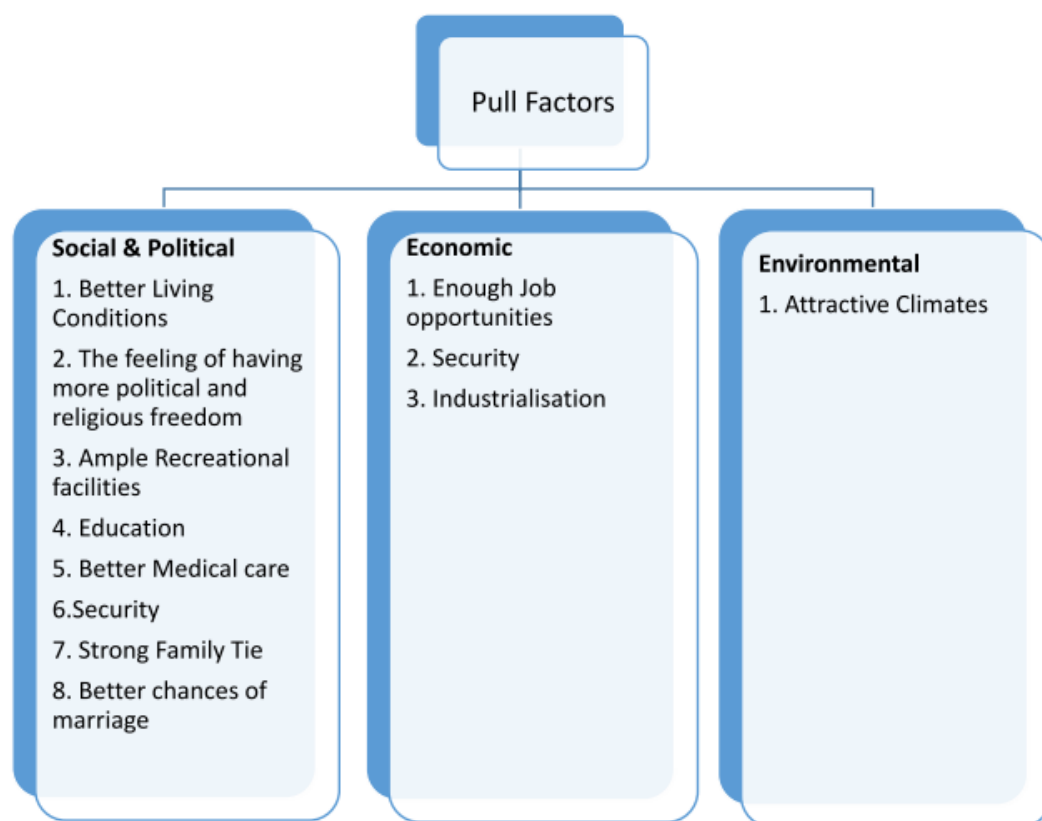 Pull Factors
Social & Political
1. Better Living
Conditions
2. The feeling of having
more political and
religious freedom
3. Ample Recreational
facilities
4. Education
5. Better Medical care
6.Security
7. Strong Family Tie
8. Better chances of
marriage
Economic
1. Enough Job
opportunities
2. Security
3. Industrialisation
Environmental
1. Attractive Climates